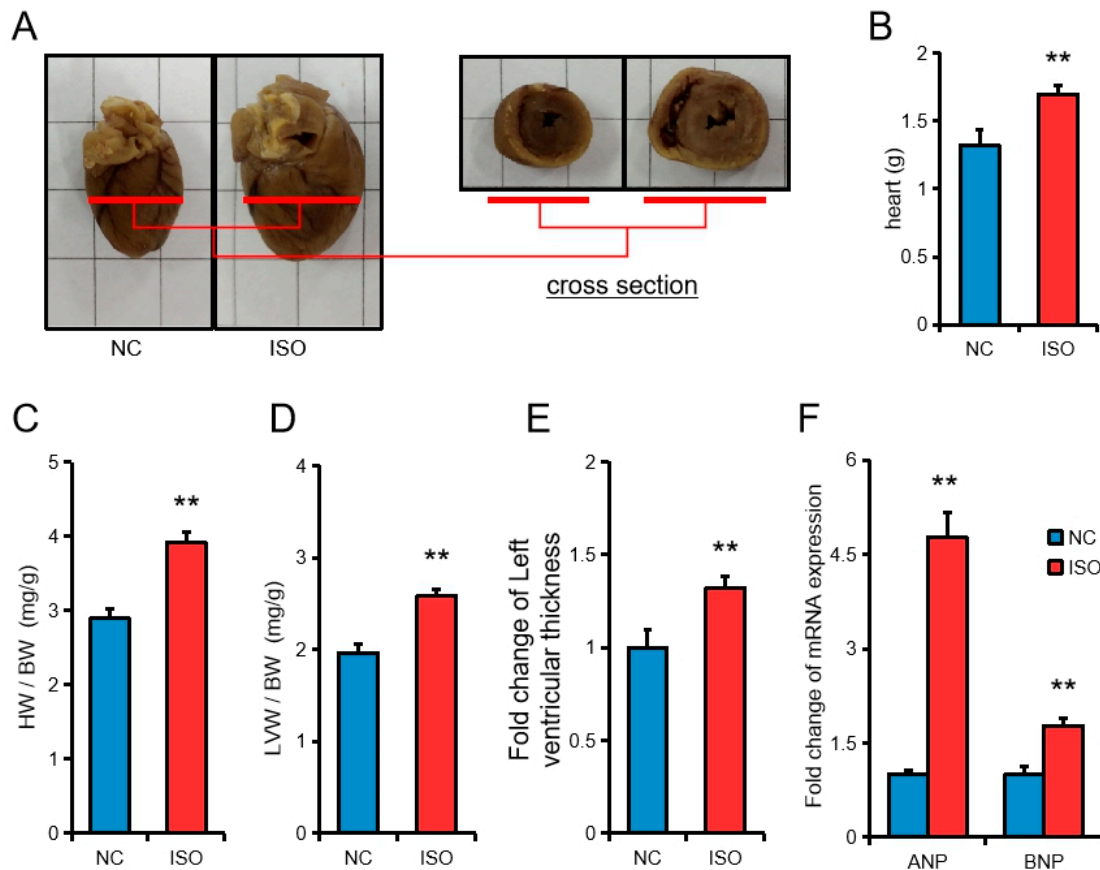 A
NC
ISO
cross section
B
heart (g)
2
**
1.5
1
0.5
0
NC
ISO
C
HW / BW (mg/g)
5
**
4
3
2
1
0
NC
ISO
D
LVW / BW (mg/g)
4
3
**
2
1
0
NC
ISO
E
Fold change of Left
ventricular thickness
2
1.5
**
1
0.5
0
NC
ISO
F
Fold change of mRNA expression
6
**
4.5
3
**
1.5
0
NC
ISO
ANP
BNP